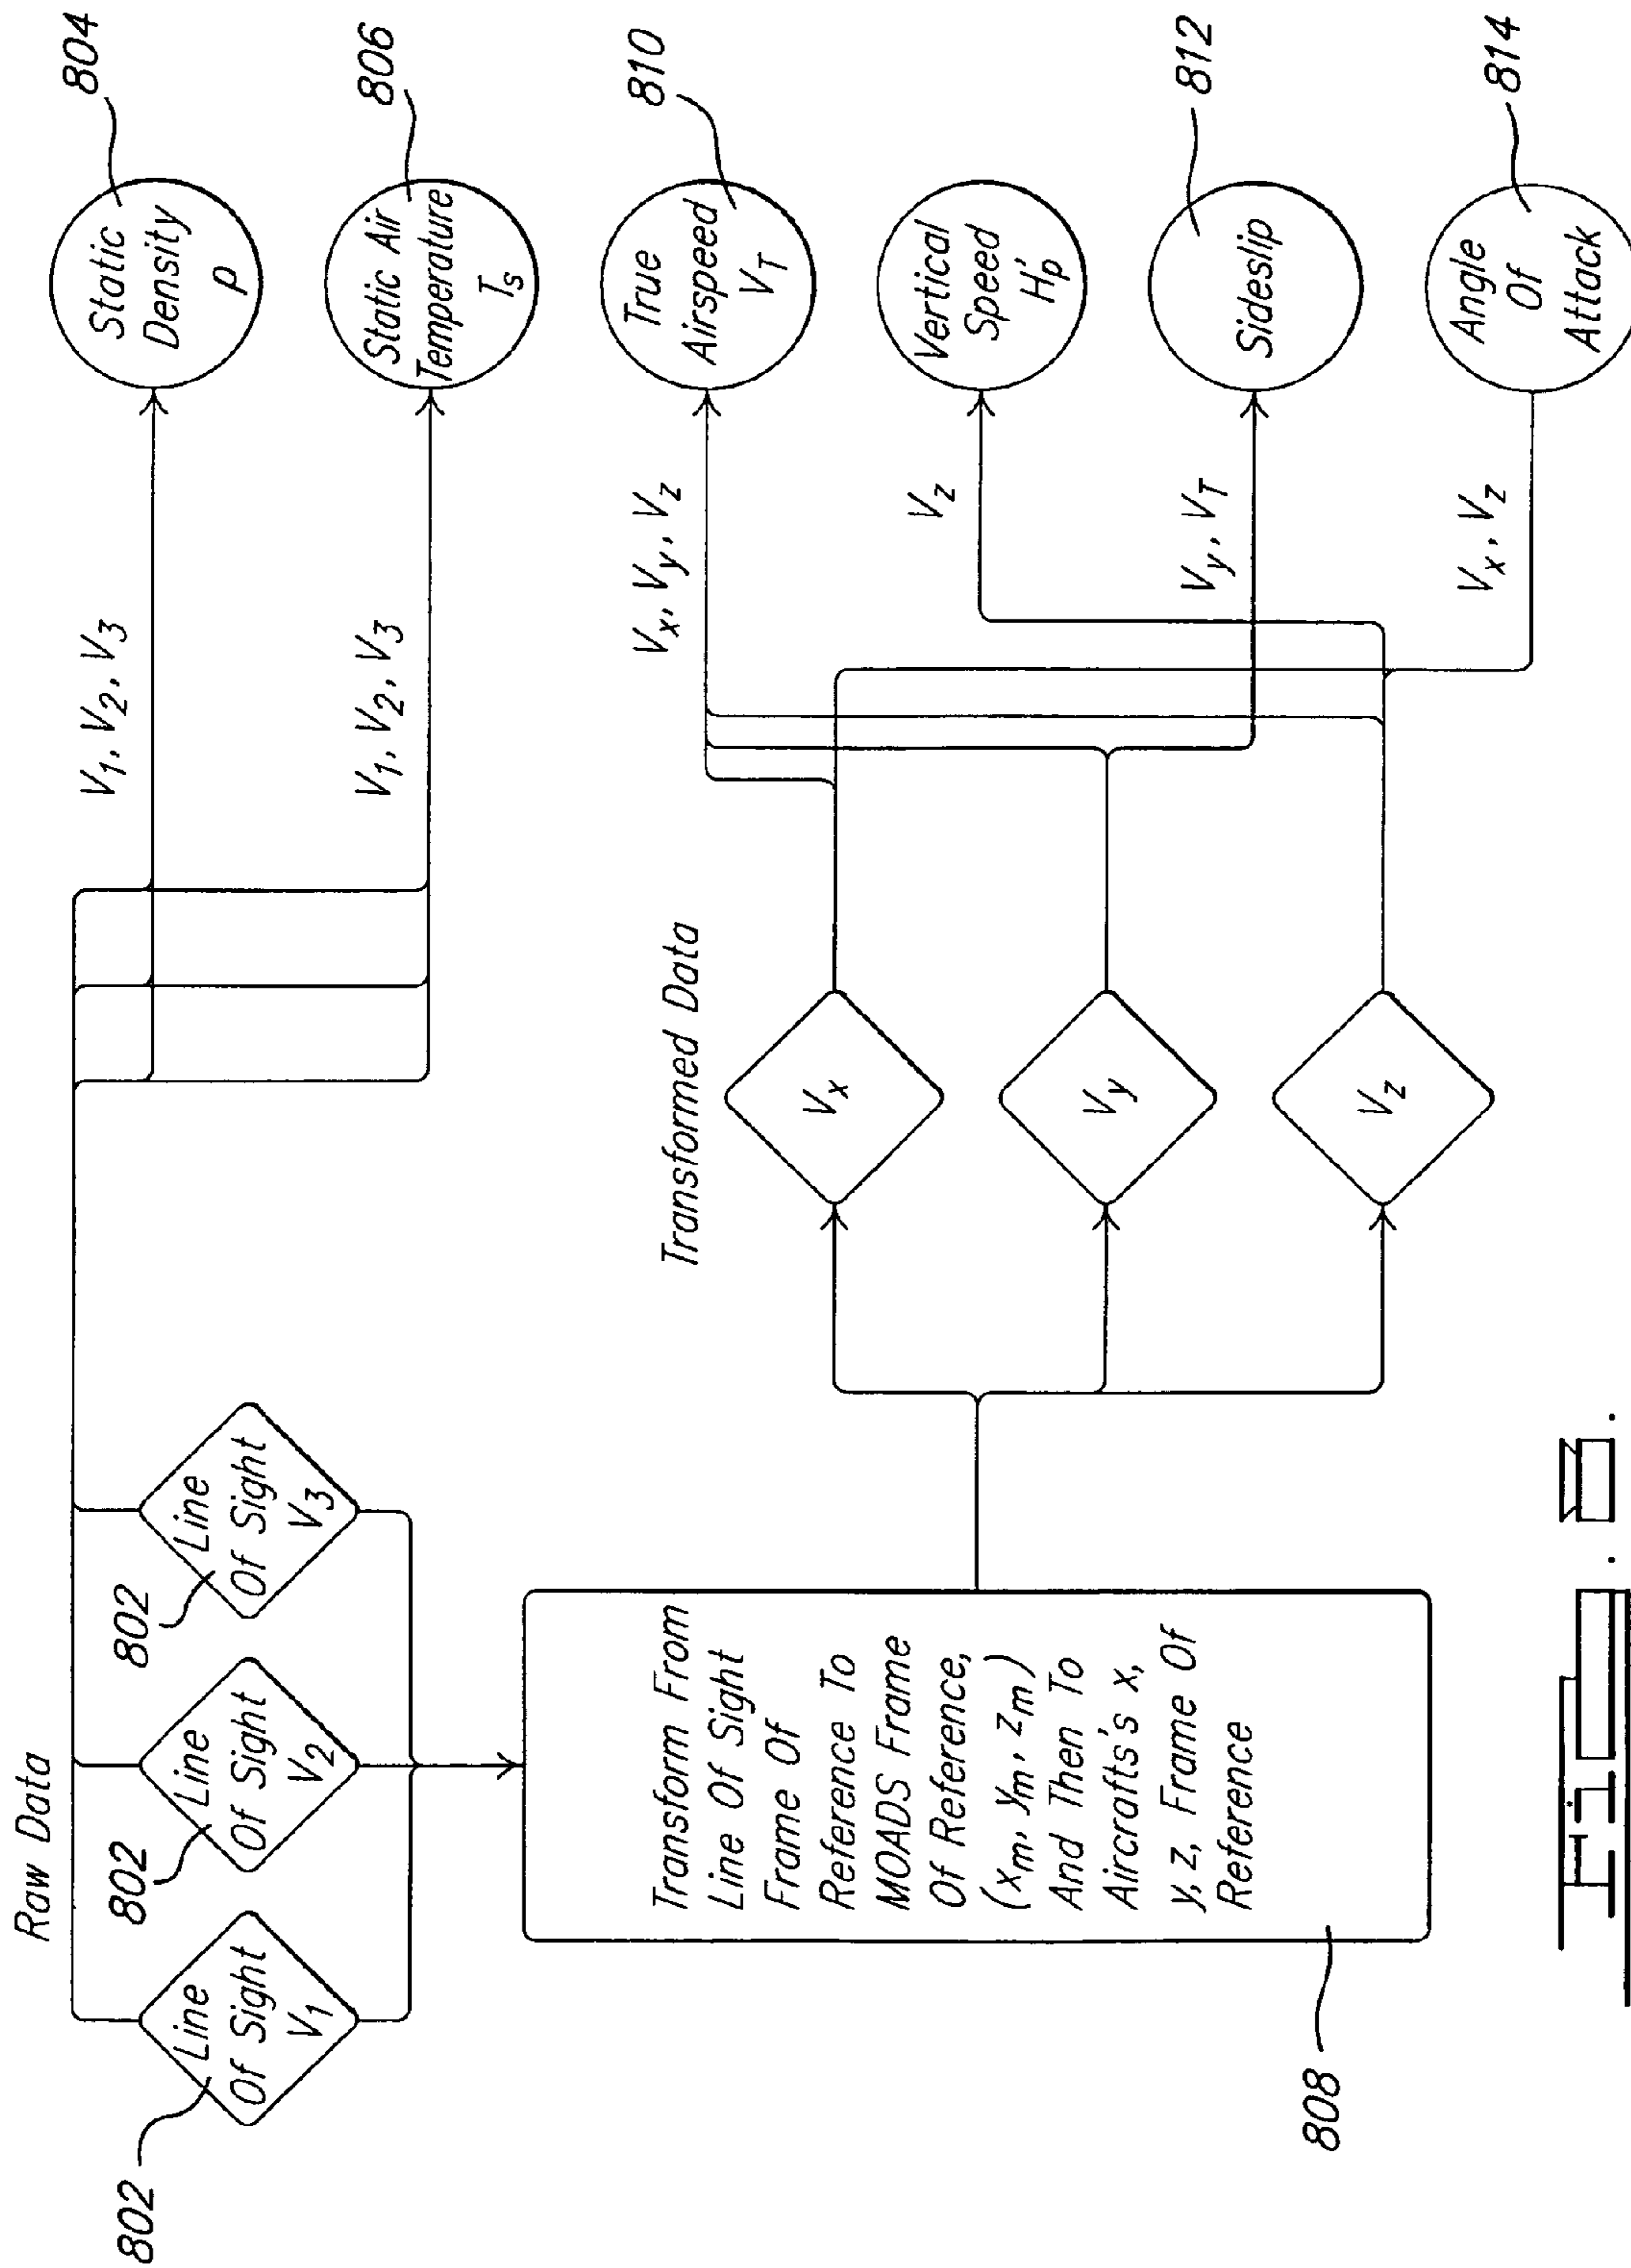 Raw Data
802
Line
Of Sight
V1
802
Line
Of Sight
V2
802
Line
Of Sight
V3
V1, V2, V3
V1, V2, V3
Static
Density
ρ
804
Static Air
Temperature
Ts
806
808
Transform From
Line Of Sight
Frame Of
Reference To
MOADS Frame
Of Reference,
(xm, ym, zm)
And Then To
Aircrafts's x,
y, z, Frame Of
Reference
Transformed Data
Vx
Vy
Vz
Vx, Vy, Vz
True
Airspeed
VT
810
Vz
Vertical
Speed
H'p
Vy, VT
Sideslip
812
Vx, Vz
Angle
Of
Attack
814
Fig. 8.